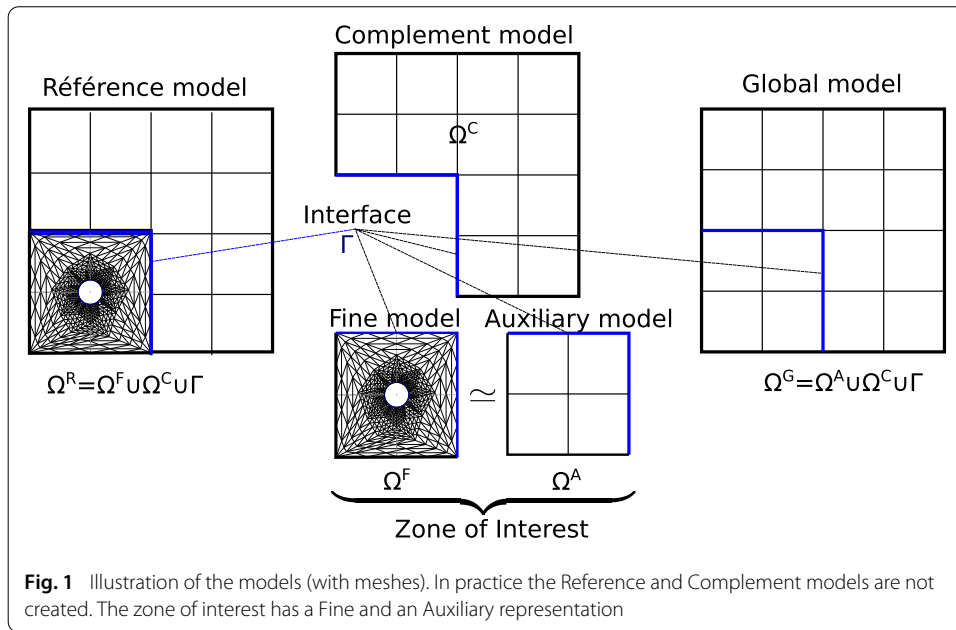 Complement model
Référence model
Global model
Ω^C
Interface
Γ
Fine model
Auxiliary model
Ω^R=Ω^F∪Ω^C∪Γ
≃
Ω^G=Ω^A∪Ω^C∪Γ
Ω^F
Ω^A
Zone of Interest
Fig. 1 Illustration of the models (with meshes). In practice the Reference and Complement models are not
created. The zone of interest has a Fine and an Auxiliary representation